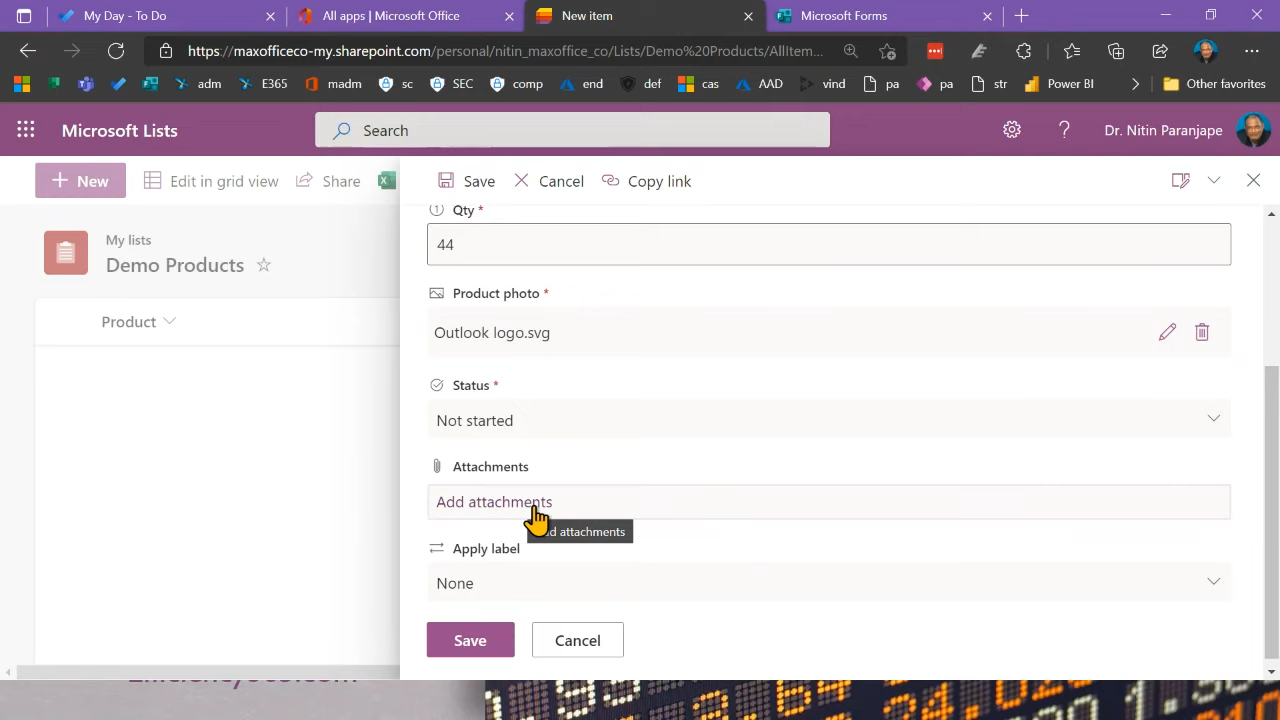 My Day - To Do
All apps | Microsoft Office
New item
Microsoft Forms
https://maxofficeco-my.sharepoint.com/personal/nitin_maxoffice_co/Lists/Demo%20Products/AllItem...
adm
E365
madm
sc
SEC
comp
end
def
cas
AAD
vind
pa
pa
str
Power BI
Other favorites
Microsoft Lists
Search
Dr. Nitin Paranjape
New
Edit in grid view
Share
Save
Cancel
Copy link
My lists
Demo Products
Product
Qty *
44
Product photo *
Outlook logo.svg
Status *
Not started
Attachments
Add attachments
attachments
Apply label
None
Save
Cancel